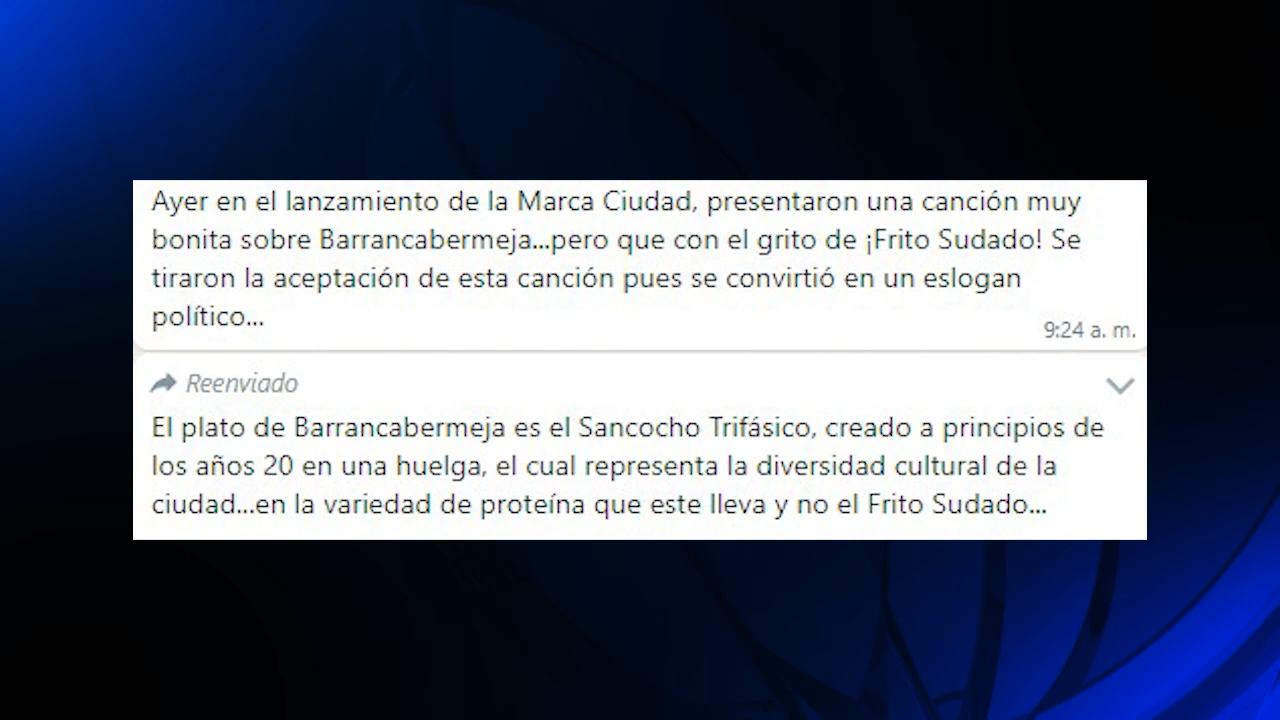 Ayer en el lanzamiento de la Marca Ciudad, presentaron una canción muy
bonita sobre Barrancabermeja...pero que con el grito de ¡Frito Sudado! Se
tiraron la aceptación de esta canción pues se convirtió en un eslogan
político...
9:24 a. m.
Reenviado
El plato de Barrancabermeja es el Sancocho Trifásico, creado a principios de
los años 20 en una huelga, el cual representa la diversidad cultural de la
ciudad...en la variedad de proteína que este lleva y no el Frito Sudado...